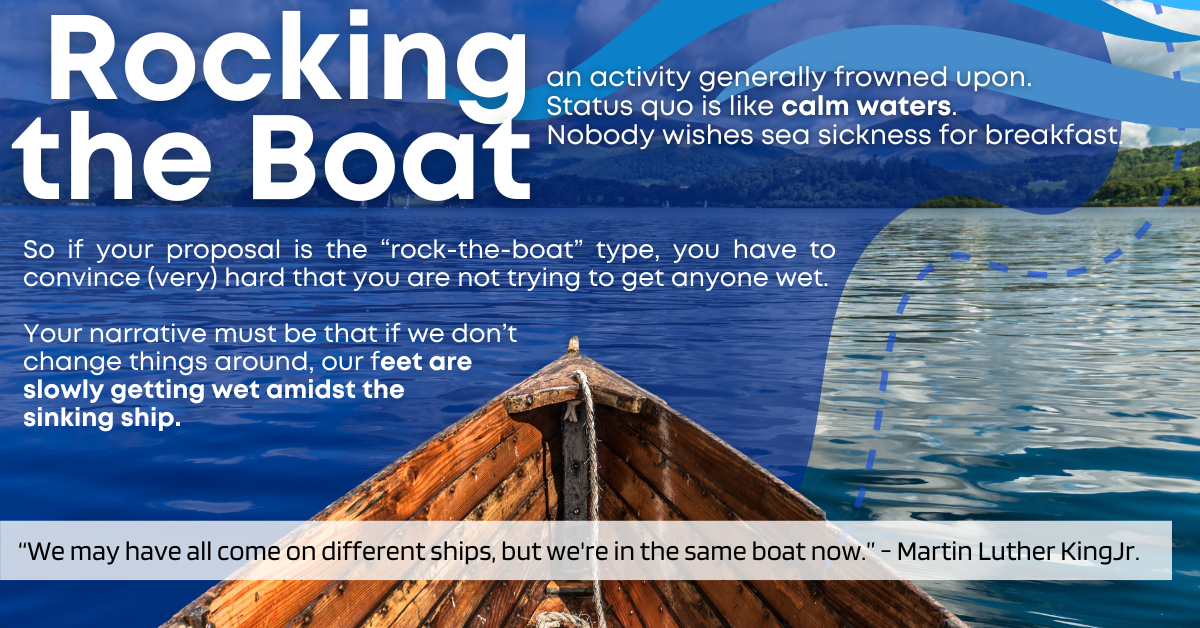 Rocking
the Boat
an activity generally frowned upon.
Status quo is like calm waters.
Nobody wishes sea sickness for breakfast.
So if your proposal is the “rock-the-boat” type, you have to
convince (very) hard that you are not trying to get anyone wet.
Your narrative must be that if we don’t
change things around, our feet are
slowly getting wet amidst the
sinking ship.
“We may have all come on different ships, but we're in the same boat now.” - Martin Luther KingJr.